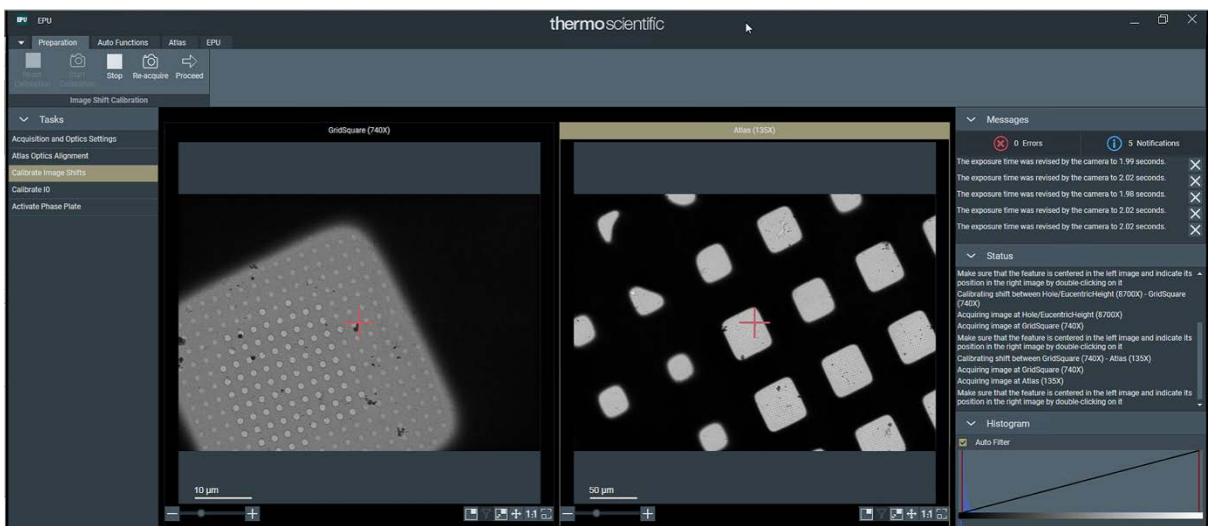 EPU EPU
thermo scientific
Preparation Auto Functions Atlas EPU
Reset Calibration
Start Calibration
Stop
Re-acquire
Proceed
Image Shift Calibration
Tasks
Acquisition and Optics Settings
Atlas Optics Alignment
Calibrate Image Shifts
Calibrate I0
Activate Phase Plate
GridSquare (740X)
10 µm
1:1
Atlas (135X)
50 µm
1:1
Messages
0 Errors
5 Notifications
The exposure time was revised by the camera to 1.99 seconds.
The exposure time was revised by the camera to 2.02 seconds.
The exposure time was revised by the camera to 1.98 seconds.
The exposure time was revised by the camera to 2.02 seconds.
The exposure time was revised by the camera to 2.02 seconds.
Status
Make sure that the feature is centered in the left image and indicate its
position in the right image by double-clicking on it
Calibrating shift between Hole/EucentricHeight (8700X) - GridSquare
(740X)
Acquiring image at Hole/EucentricHeight (8700X)
Acquiring image at GridSquare (740X)
Make sure that the feature is centered in the left image and indicate its
position in the right image by double-clicking on it
Calibrating shift between GridSquare (740X) - Atlas (135X)
Acquiring image at GridSquare (740X)
Acquiring image at Atlas (135X)
Make sure that the feature is centered in the left image and indicate its
position in the right image by double-clicking on it
Histogram
Auto Filter